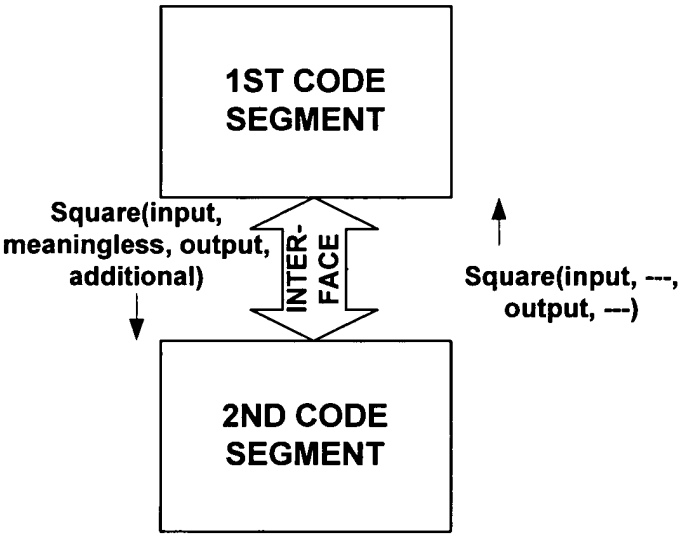 1ST CODE
SEGMENT
Square(input,
meaningless, output,
additional)
INTER-
FACE
Square(input, ---,
output, ---)
2ND CODE
SEGMENT